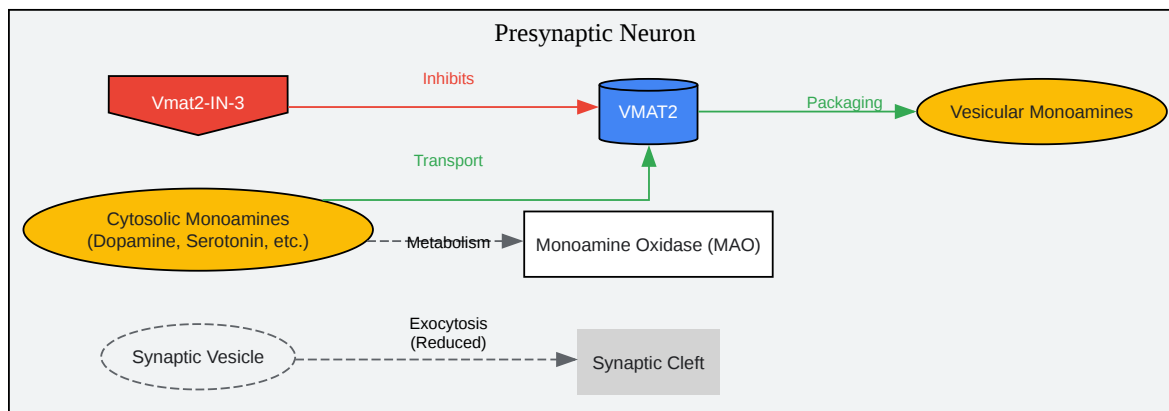 Presynaptic Neuron
Inhibits
Vmat2-IN-3
VMAT2
Packaging
Vesicular Monoamines
Transport
Cytosolic Monoamines
(Dopamine, Serotonin, etc.)
Metabolism
Monoamine Oxidase (MAO)
Exocytosis
(Reduced)
Synaptic Vesicle
Synaptic Cleft